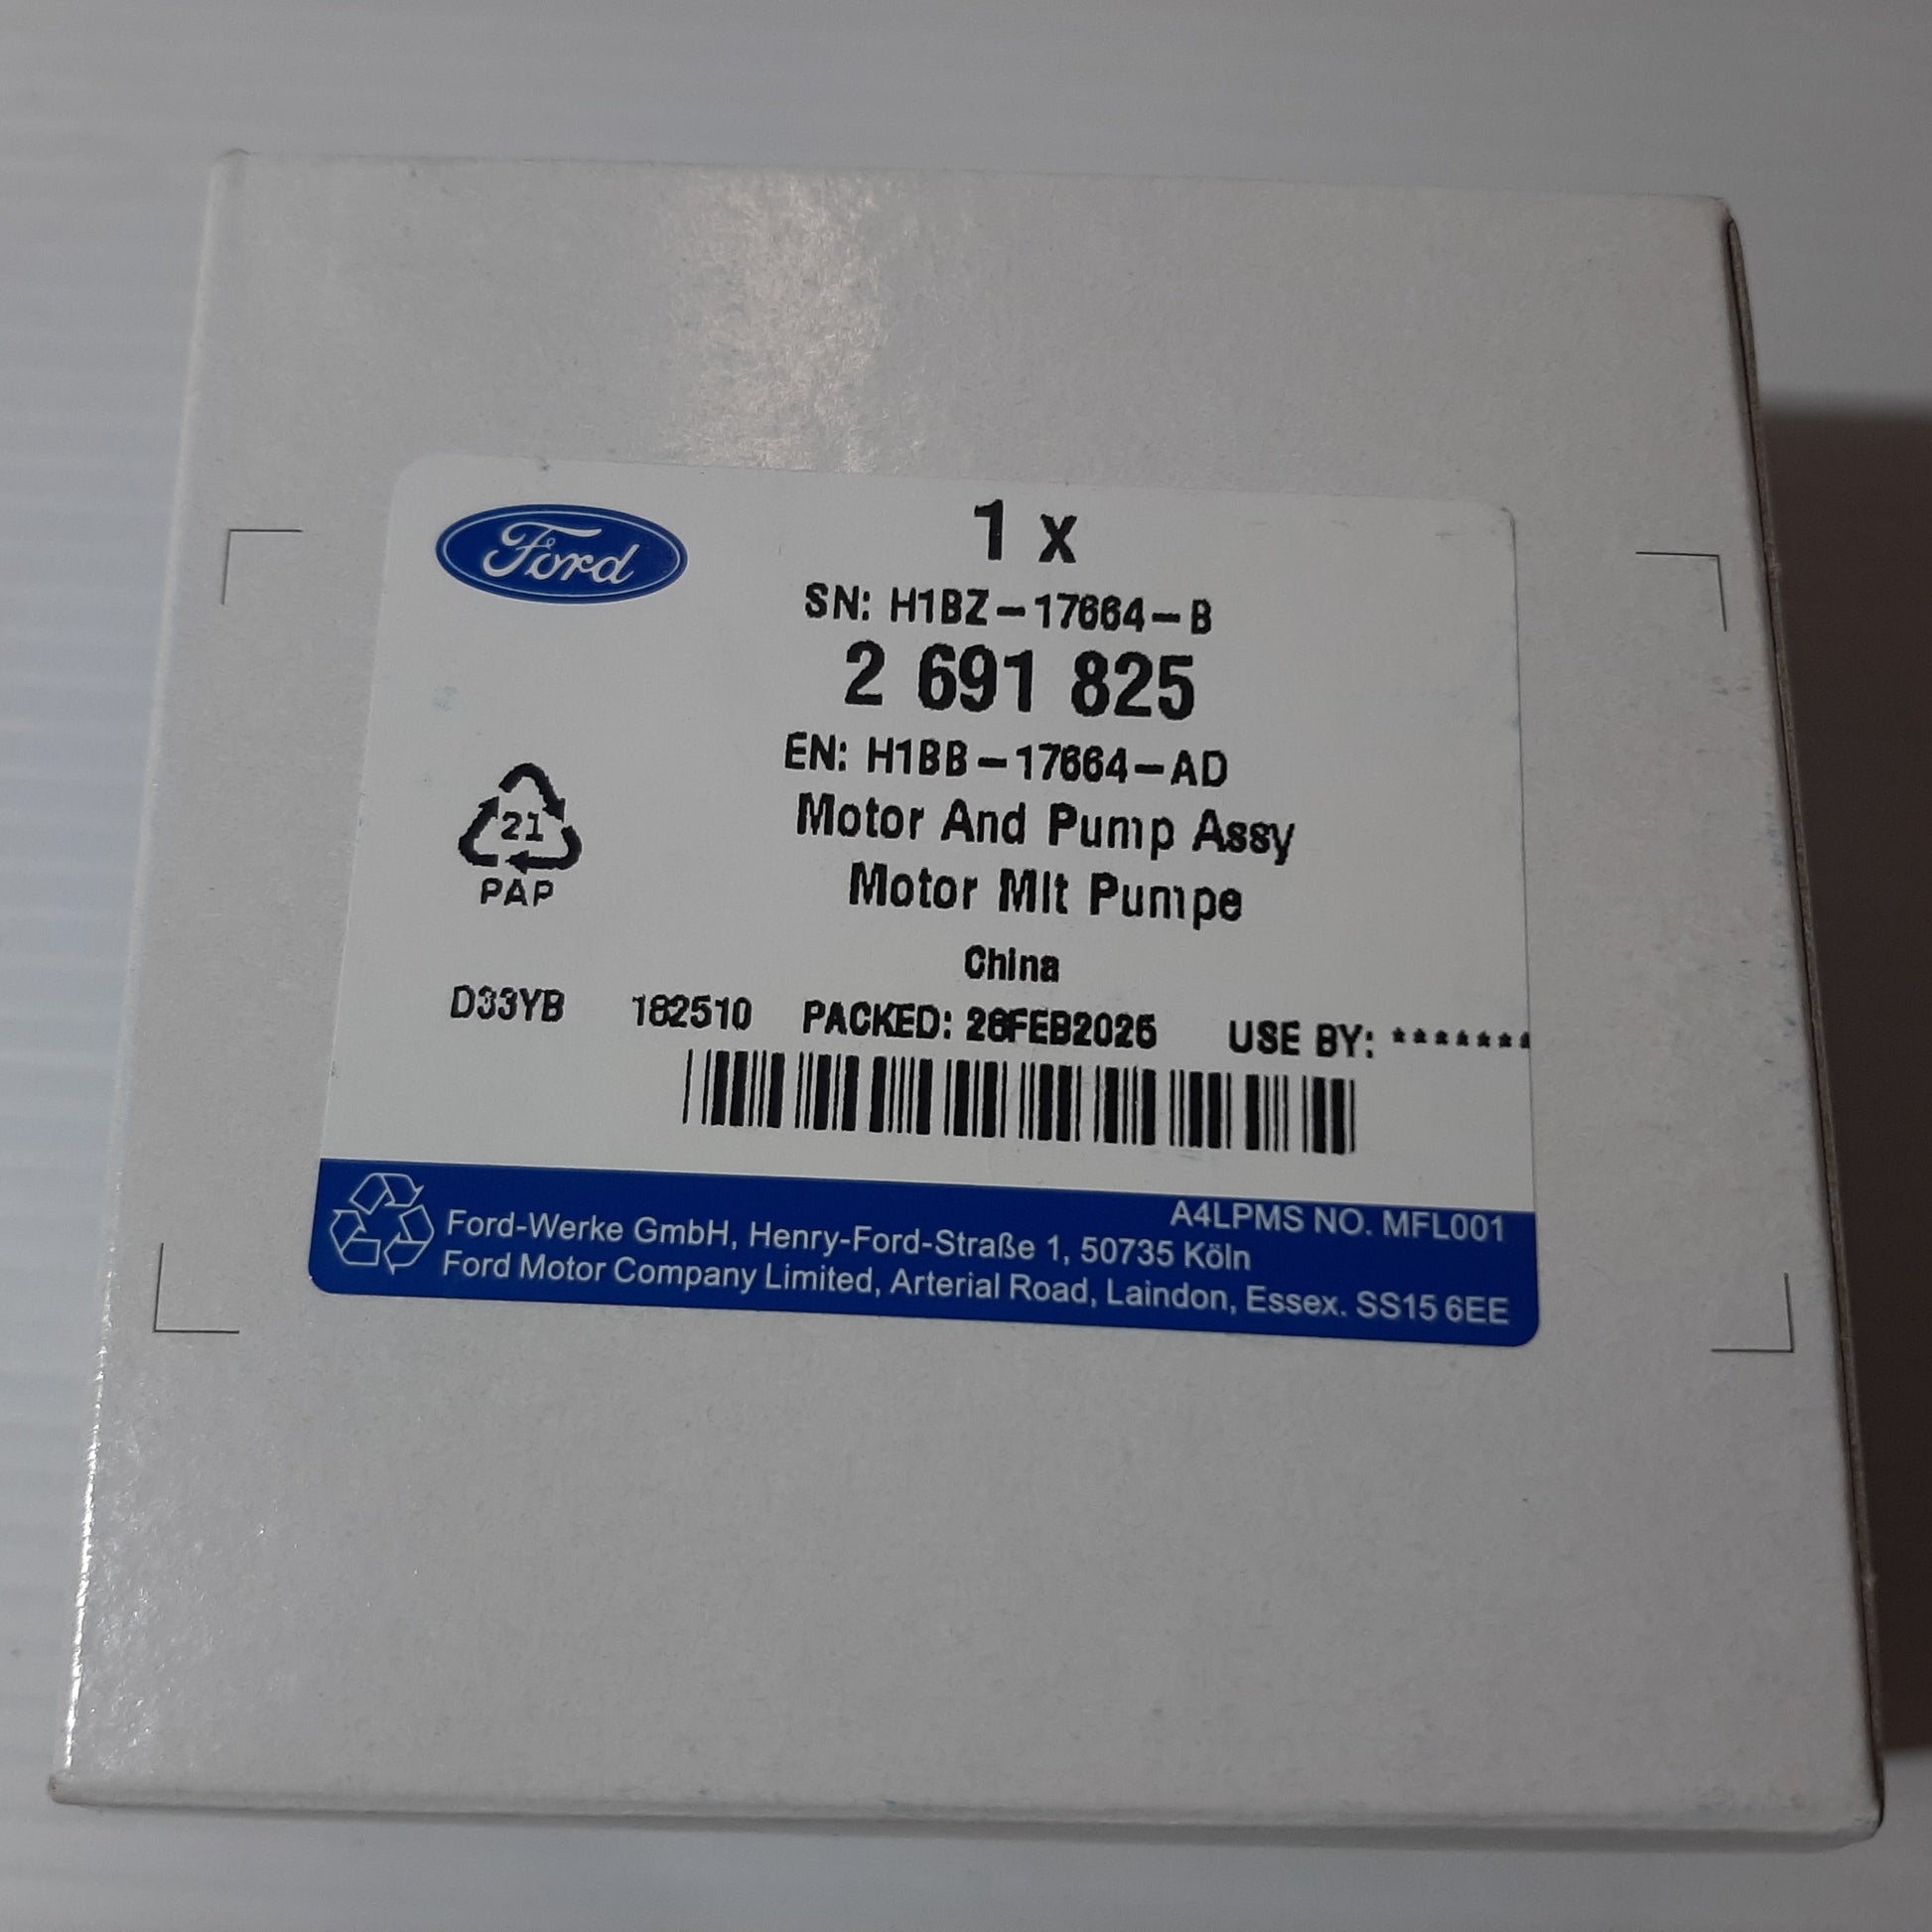 Ford
1 x
SN: H1BZ-17664-B
2 691 825
EN: H1BB-17664-AD
Motor And Pump Assy
Motor Mit Pumpe
21
PAP
China
D33YB 182510 PACKED: 26FEB2025 USE BY: *******
A4LPMS NO. MFL001
Ford-Werke GmbH, Henry-Ford-Straße 1, 50735 Köln
Ford Motor Company Limited, Arterial Road, Laindon, Essex. SS15 6EE